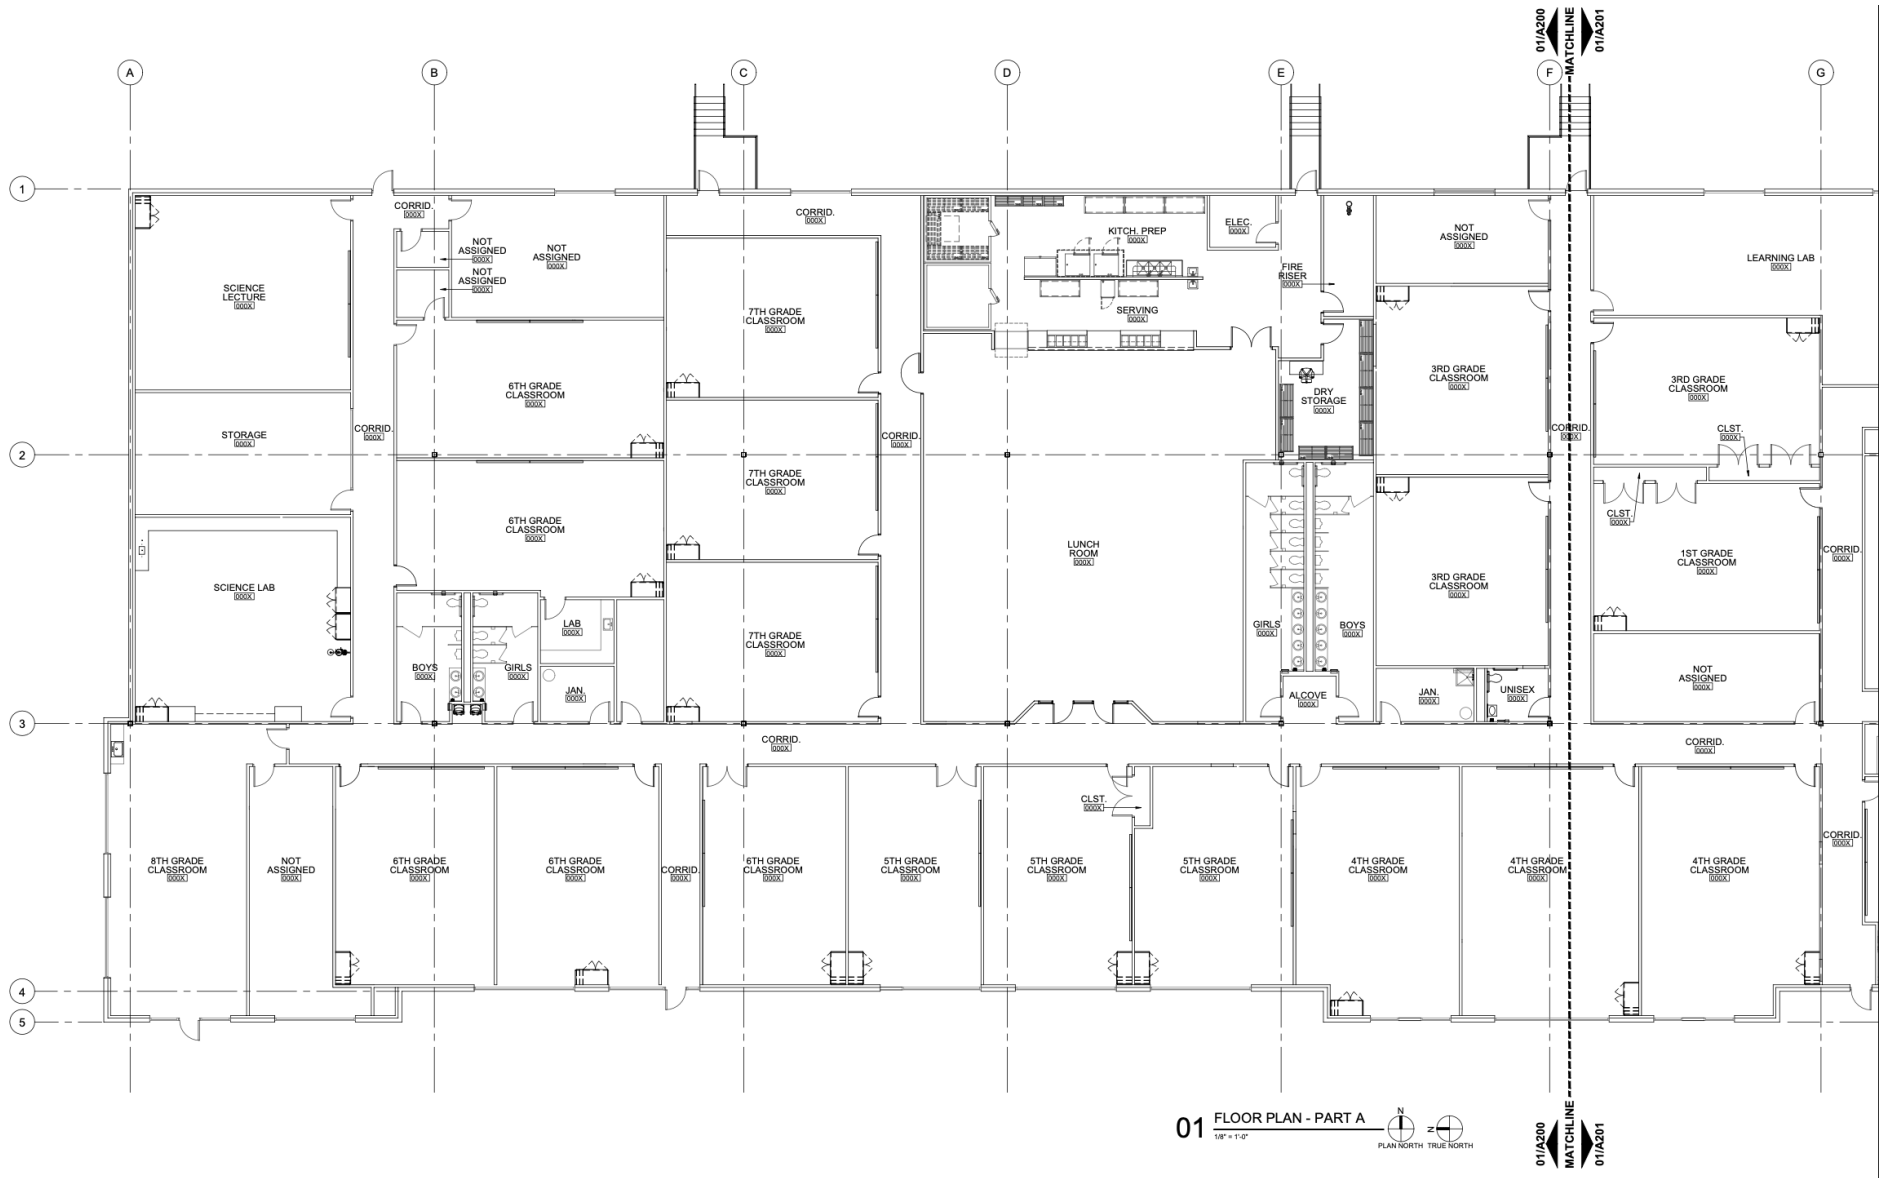 01/A200
MATCHLINE
01/A201
A
B
C
D
E
F
G
1
2
3
4
5
CORRID.
000X
CORRID.
000X
ELEC.
000X
KITCH. PREP
000X
NOT
ASSIGNED
000X
NOT
ASSIGNED
000X
NOT
ASSIGNED
000X
NOT
ASSIGNED
000X
LEARNING LAB
000X
FIRE
RISER
000X
SCIENCE
LECTURE
000X
7TH GRADE
CLASSROOM
000X
SERVING
000X
6TH GRADE
CLASSROOM
000X
3RD GRADE
CLASSROOM
000X
3RD GRADE
CLASSROOM
000X
DRY
STORAGE
000X
STORAGE
000X
CORRID.
000X
CORRID.
000X
CORRID.
000X
CLST.
000X
7TH GRADE
CLASSROOM
000X
6TH GRADE
CLASSROOM
000X
CLST.
000X
LUNCH
ROOM
000X
1ST GRADE
CLASSROOM
000X
CORRID.
000X
SCIENCE LAB
000X
3RD GRADE
CLASSROOM
000X
LAB
000X
7TH GRADE
CLASSROOM
000X
GIRLS
000X
BOYS
000X
BOYS
000X
GIRLS
000X
NOT
ASSIGNED
000X
JAN.
000X
ALCOVE
000X
JAN.
000X
UNISEX
000X
CORRID.
000X
CORRID.
000X
CLST.
000X
CORRID.
000X
8TH GRADE
CLASSROOM
000X
NOT
ASSIGNED
000X
6TH GRADE
CLASSROOM
000X
6TH GRADE
CLASSROOM
000X
CORRID.
000X
6TH GRADE
CLASSROOM
000X
5TH GRADE
CLASSROOM
000X
5TH GRADE
CLASSROOM
000X
5TH GRADE
CLASSROOM
000X
4TH GRADE
CLASSROOM
000X
4TH GRADE
CLASSROOM
000X
4TH GRADE
CLASSROOM
000X
01 FLOOR PLAN - PART A
1/8" = 1'-0"
N
PLAN NORTH
N
TRUE NORTH
01/A200
MATCHLINE
01/A201